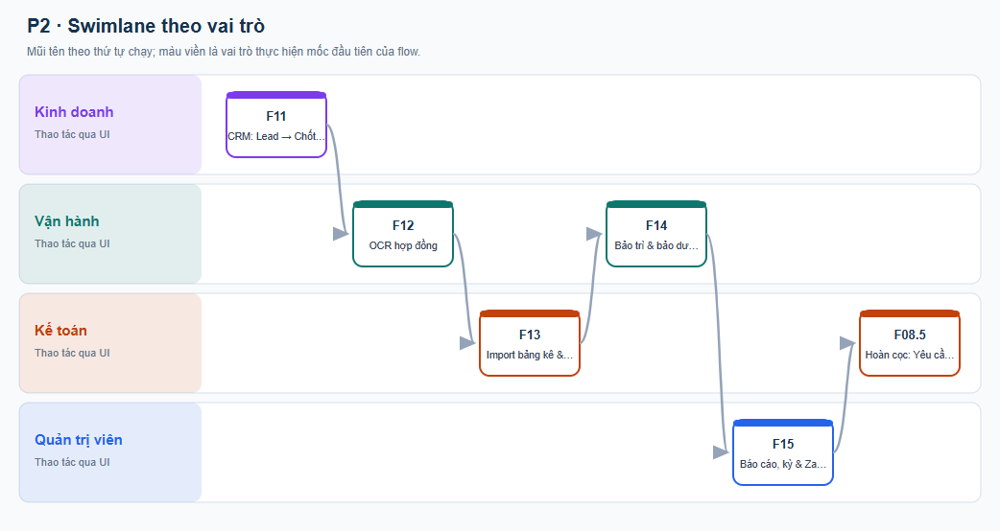 P2 · Swimlane theo vai trò
Mũi tên theo thứ tự chạy; màu viền là vai trò thực hiện mốc đầu tiên của flow.
Kinh doanh
Thao tác qua UI
F11
CRM: Lead → Chốt…
Vận hành
Thao tác qua UI
F12
OCR hợp đồng
F14
Bảo trì & bảo dư…
Kế toán
Thao tác qua UI
F13
Import bảng kê &…
F08.5
Hoàn cọc: Yêu cầ…
Quản trị viên
Thao tác qua UI
F15
Báo cáo, kỳ & Za…